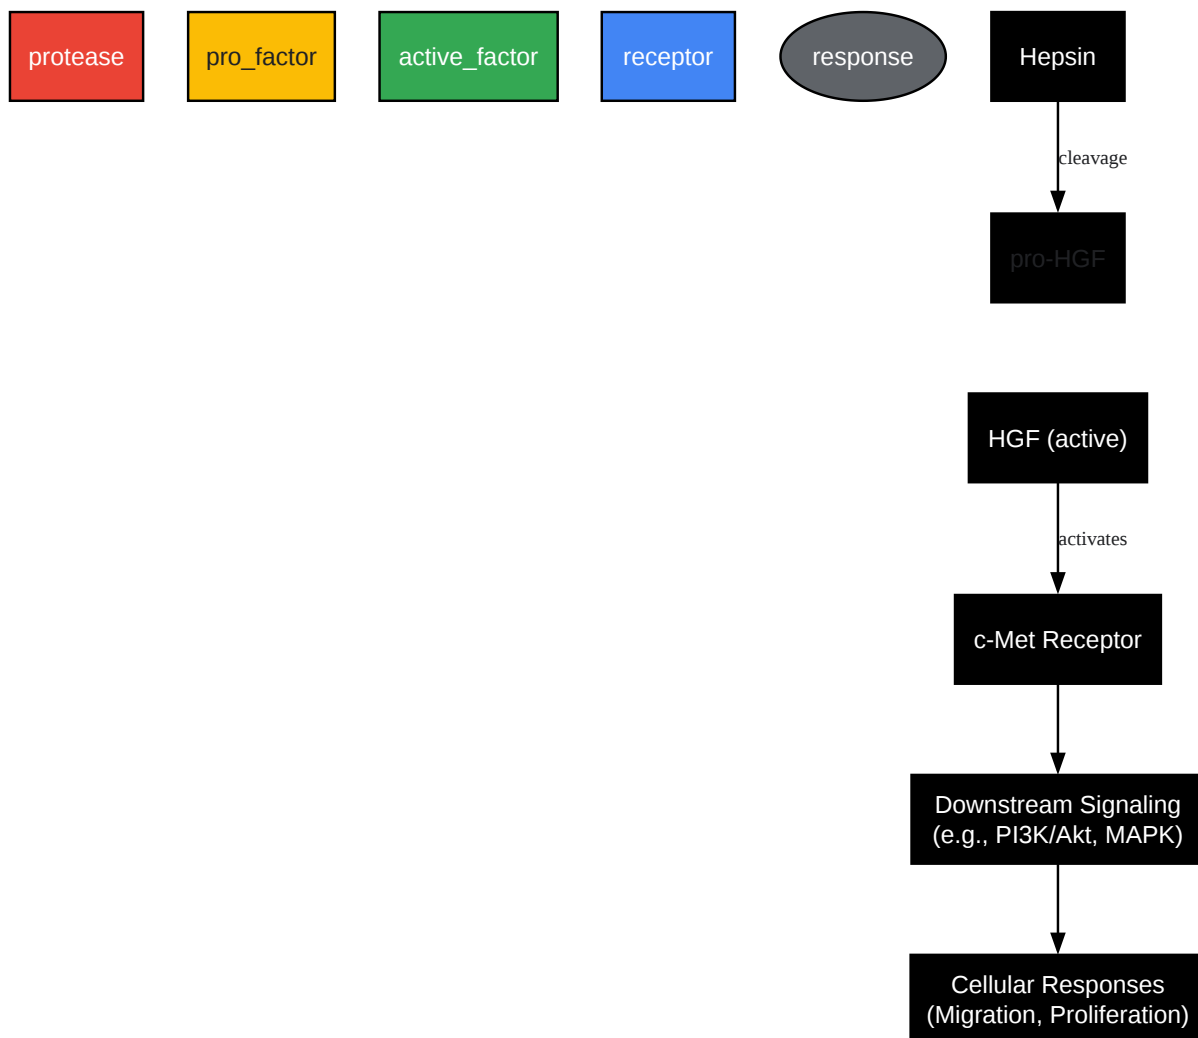 protease
pro_factor
active_factor
receptor
response
Hepsin
cleavage
pro-HGF
HGF (active)
activates
c-Met Receptor
Downstream Signaling
(e.g., PI3K/Akt, MAPK)
Cellular Responses
(Migration, Proliferation)